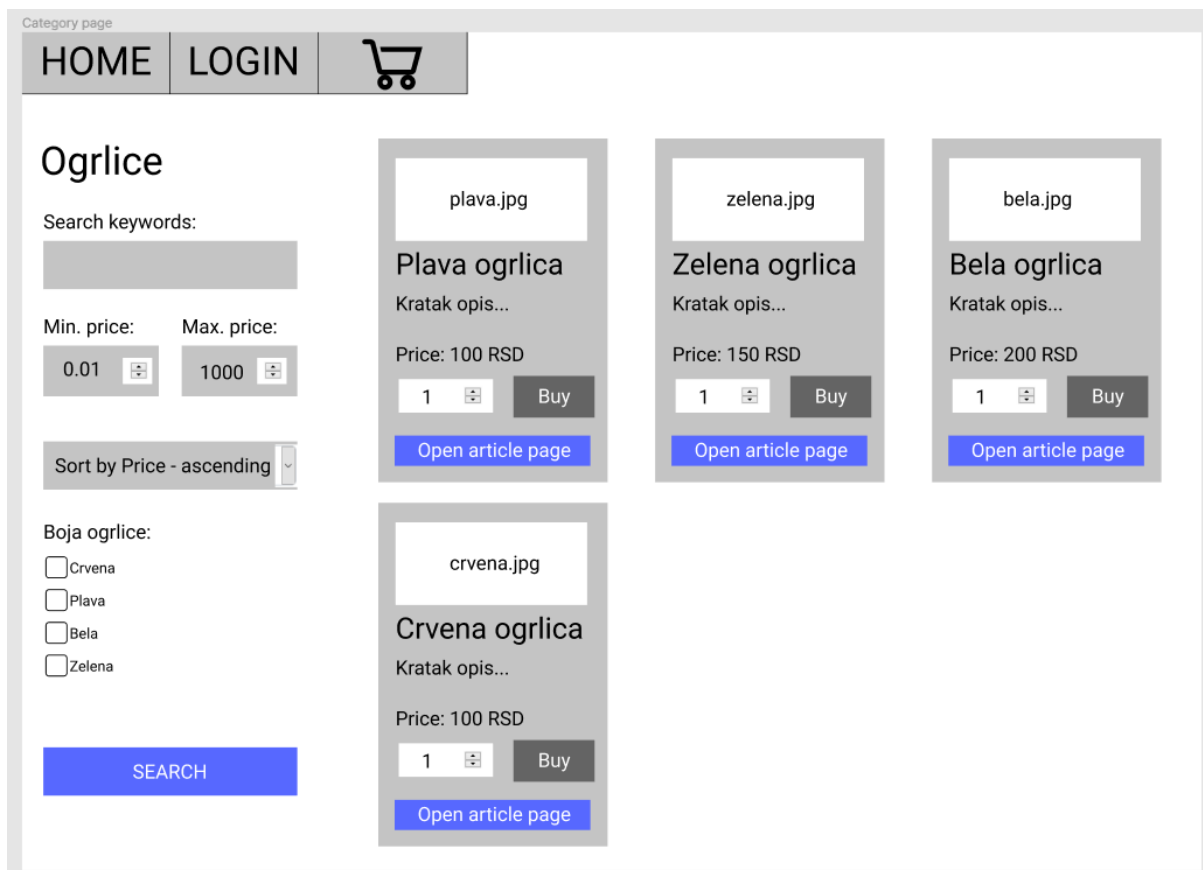 Category page
HOME LOGIN
Ogrlice
Search keywords:
Min. price: Max. price:
0.01 1000
Sort by Price - ascending
Boja ogrlice:
Crvena
Plava
Bela
Zelena
SEARCH
plava.jpg
Plava ogrlica
Kratak opis...
Price: 100 RSD
1 Buy
Open article page
zelena.jpg
Zelena ogrlica
Kratak opis...
Price: 150 RSD
1 Buy
Open article page
bela.jpg
Bela ogrlica
Kratak opis...
Price: 200 RSD
1 Buy
Open article page
crvena.jpg
Crvena ogrlica
Kratak opis...
Price: 100 RSD
1 Buy
Open article page